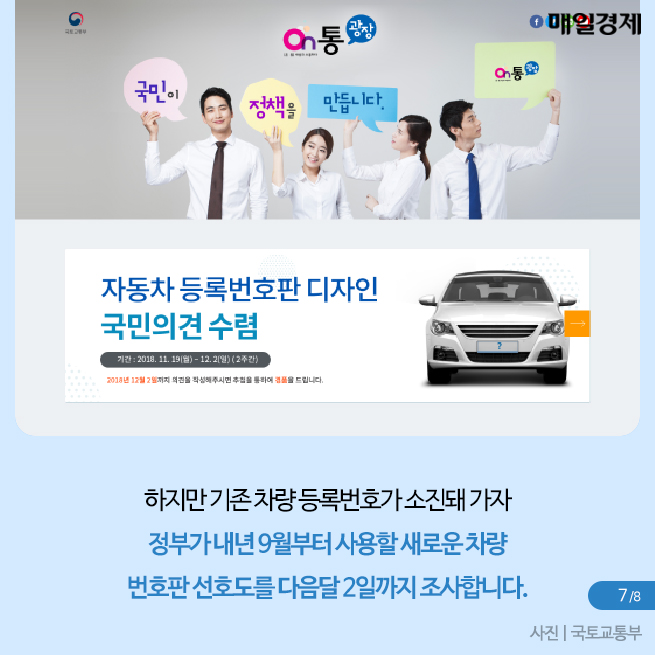 국토교통부
On통 광장
매일경제
국민이
정책을
만듭니다.
On통 광장
자동차 등록번호판 디자인
국민의견 수렴
기간 : 2018. 11. 19(월) ~ 12. 2(일) ( 2주간 )
2018년 12월 2일까지 의견을 작성해주시면 추첨을 통하여 경품을 드립니다.
?
하지만 기존 차량 등록번호가 소진돼 가자
정부가 내년 9월부터 사용할 새로운 차량
번호판 선호도를 다음달 2일까지 조사합니다.
7/8
사진 | 국토교통부